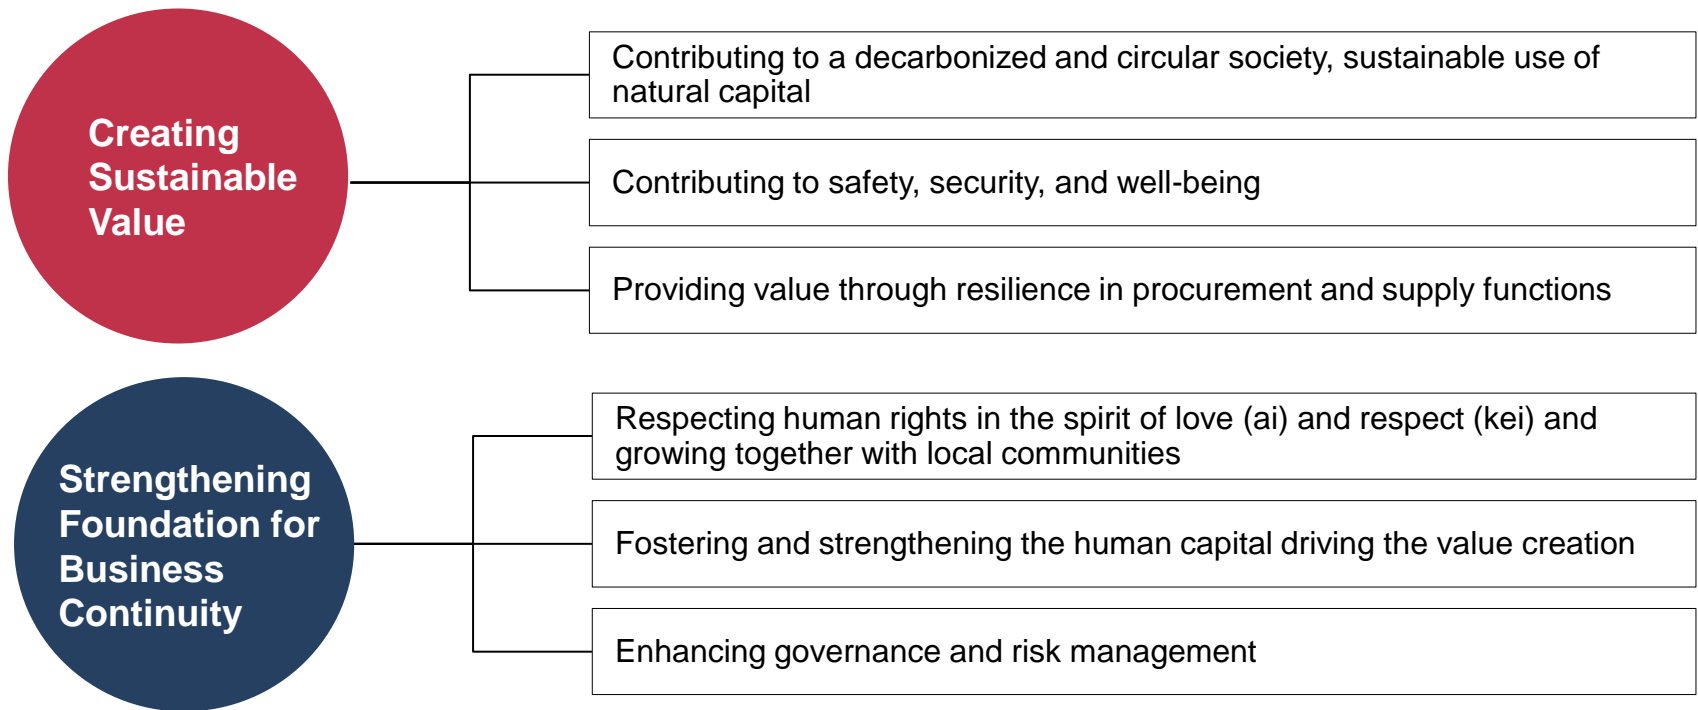 Creating
Sustainable
Value
Contributing to a decarbonized and circular society, sustainable use of
natural capital
Contributing to safety, security, and well-being
Providing value through resilience in procurement and supply functions
Strengthening
Foundation for
Business
Continuity
Respecting human rights in the spirit of love (ai) and respect (kei) and
growing together with local communities
Fostering and strengthening the human capital driving the value creation
Enhancing governance and risk management